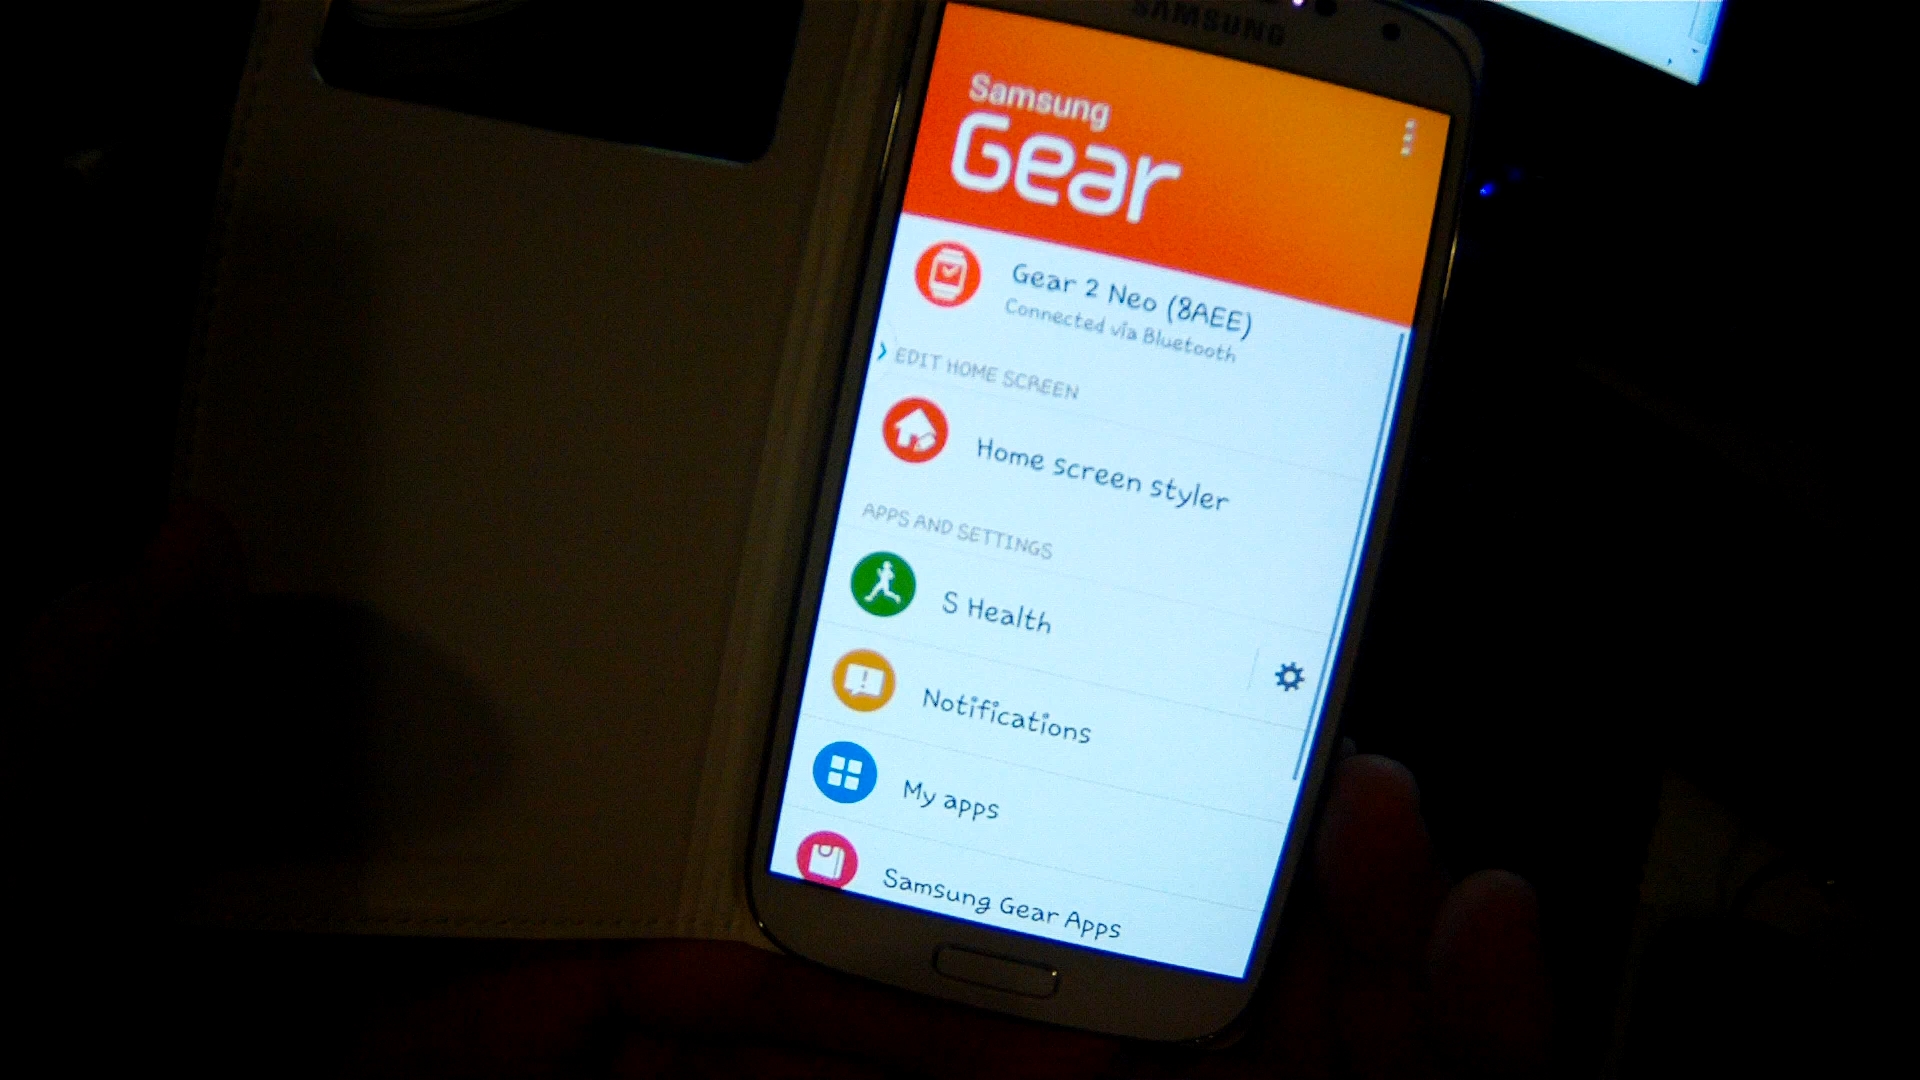 SAMSUNG
Samsung
Gear
Gear 2 Neo (8AEE)
Connected via Bluetooth
EDIT HOME SCREEN
Home screen styler
APPS AND SETTINGS
S Health
Notifications
My apps
Samsung Gear Apps